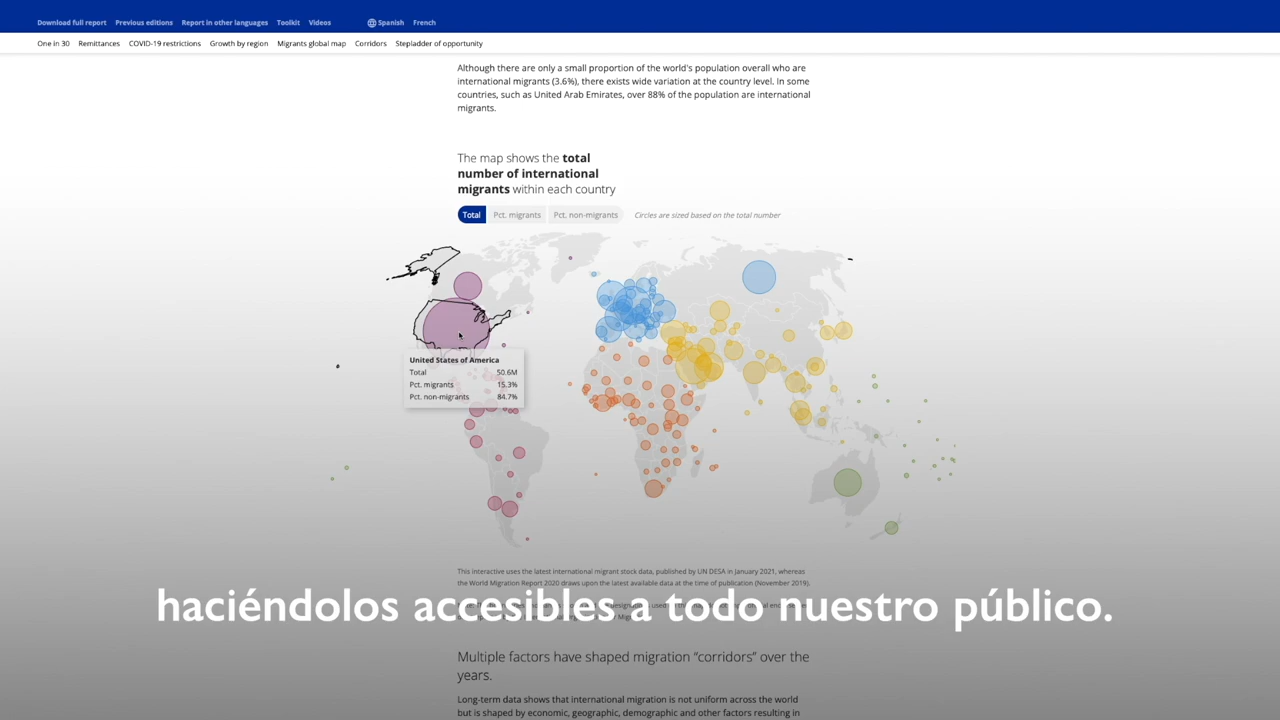 Download full report Previous editions Report in other languages Toolkit Videos Spanish French
One in 30 Remittances COVID-19 restrictions Growth by region Migrants global map Corridors Stepladder of opportunity
Although there are only a small proportion of the world's population overall who are
international migrants (3.6%), there exists wide variation at the country level. In some
countries, such as United Arab Emirates, over 88% of the population are international
migrants.
The map shows the total
number of international
migrants within each country
Total Pct. migrants Pct. non-migrants Circles are sized based on the total number
United States of America
Total 50.6M
Pct. migrants 15.3%
Pct. non-migrants 84.7%
This interactive uses the latest international migrant stock data, published by UN DESA in January 2021, whereas
the World Migration Report 2020 draws upon the latest available data at the time of publication (November 2019).
haciéndolos accesibles a todo nuestro público.
Multiple factors have shaped migration “corridors” over the
years.
Long-term data shows that international migration is not uniform across the world
but is shaped by economic, geographic, demographic and other factors resulting in